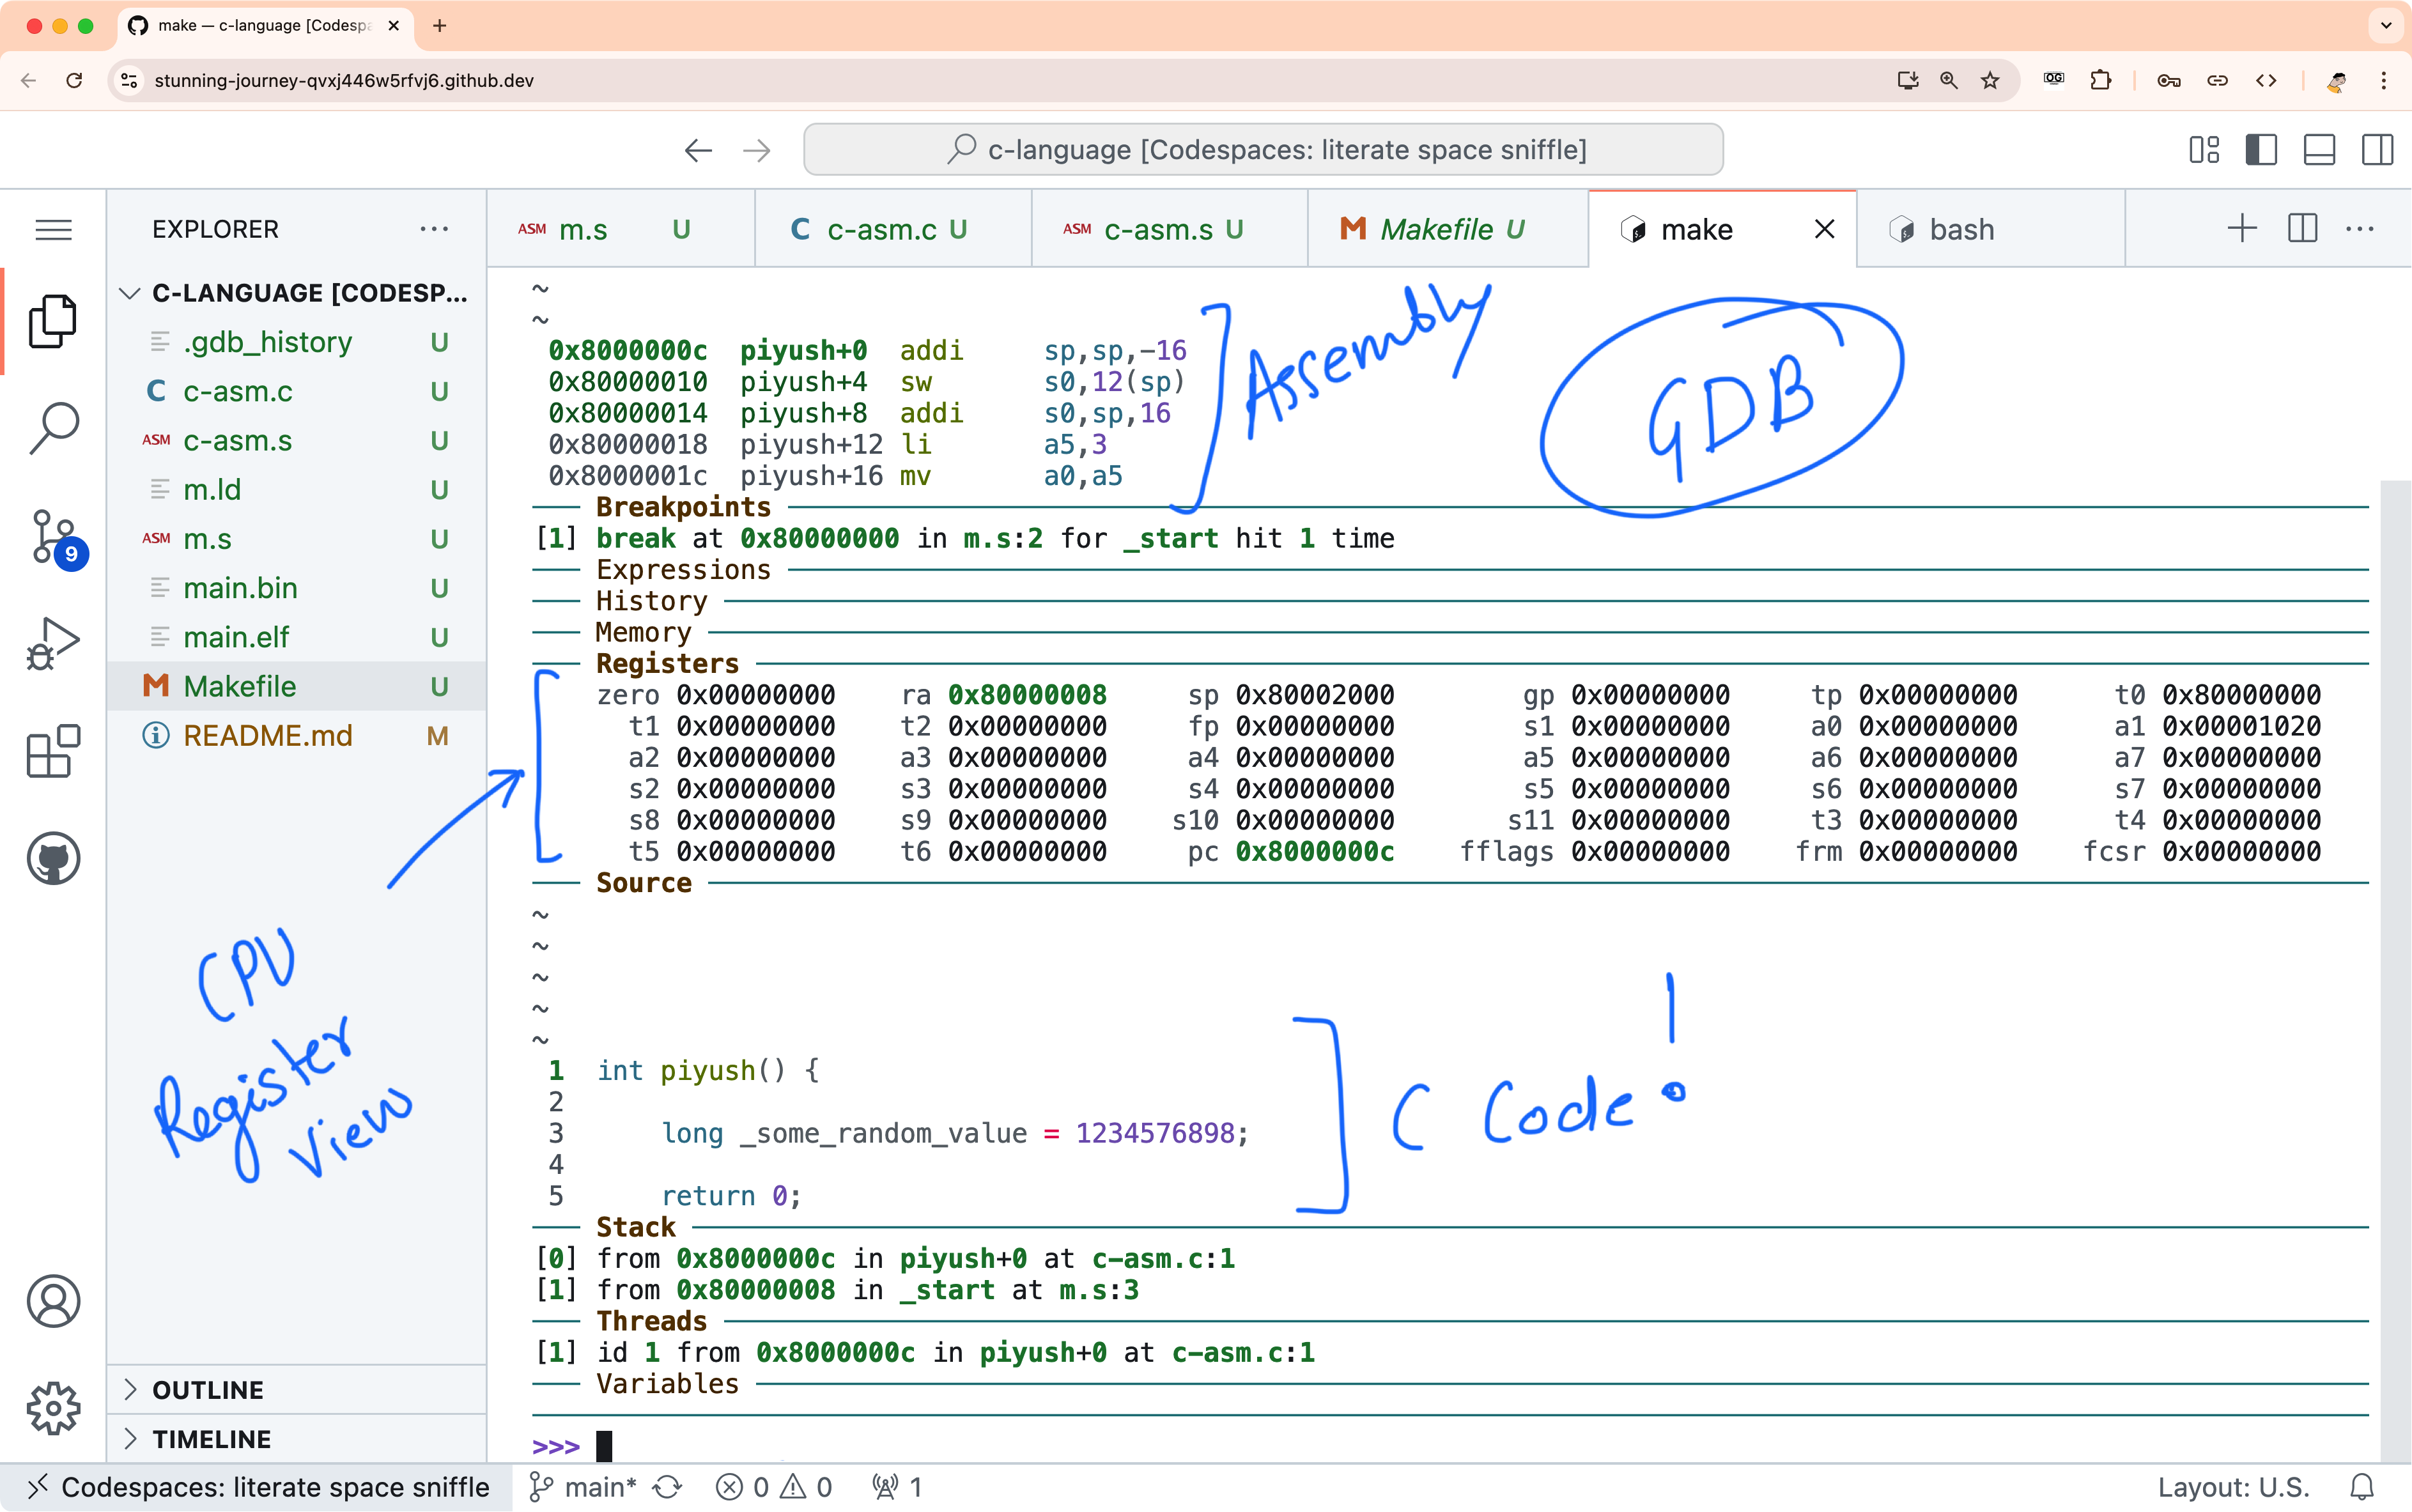 make — c-language [Codespa
stunning-journey-qvxj446w5rfvj6.github.dev
OG
c-language [Codespaces: literate space sniffle]
EXPLORER
ASM m.s U
C c-asm.c U
ASM c-asm.s U
M Makefile U
make
bash
C-LANGUAGE [CODESP...
.gdb_history U
C c-asm.c U
ASM c-asm.s U
m.ld U
ASM m.s U
main.bin U
main.elf U
M Makefile U
README.md M
9
~
~
0x8000000c piyush+0 addi sp,sp,-16
0x80000010 piyush+4 sw s0,12(sp)
0x80000014 piyush+8 addi s0,sp,16
0x80000018 piyush+12 li a5,3
0x8000001c piyush+16 mv a0,a5
Assembly
GDB
Breakpoints
[1] break at 0x80000000 in m.s:2 for _start hit 1 time
Expressions
History
Memory
Registers
zero 0x00000000 ra 0x80000008 sp 0x80002000 gp 0x00000000 tp 0x00000000 t0 0x80000000
t1 0x00000000 t2 0x00000000 fp 0x00000000 s1 0x00000000 a0 0x00000000 a1 0x00001020
a2 0x00000000 a3 0x00000000 a4 0x00000000 a5 0x00000000 a6 0x00000000 a7 0x00000000
s2 0x00000000 s3 0x00000000 s4 0x00000000 s5 0x00000000 s6 0x00000000 s7 0x00000000
s8 0x00000000 s9 0x00000000 s10 0x00000000 s11 0x00000000 t3 0x00000000 t4 0x00000000
t5 0x00000000 t6 0x00000000 pc 0x8000000c fflags 0x00000000 frm 0x00000000 fcsr 0x00000000
CPU
Register
View
Source
~
~
~
~
~
1 int piyush() {
2
3 long _some_random_value = 1234576898;
4
5 return 0;
C Code!
Stack
[0] from 0x8000000c in piyush+0 at c-asm.c:1
[1] from 0x80000008 in _start at m.s:3
Threads
[1] id 1 from 0x8000000c in piyush+0 at c-asm.c:1
Variables
>>>
OUTLINE
TIMELINE
Codespaces: literate space sniffle
main*
0
0
1
Layout: U.S.